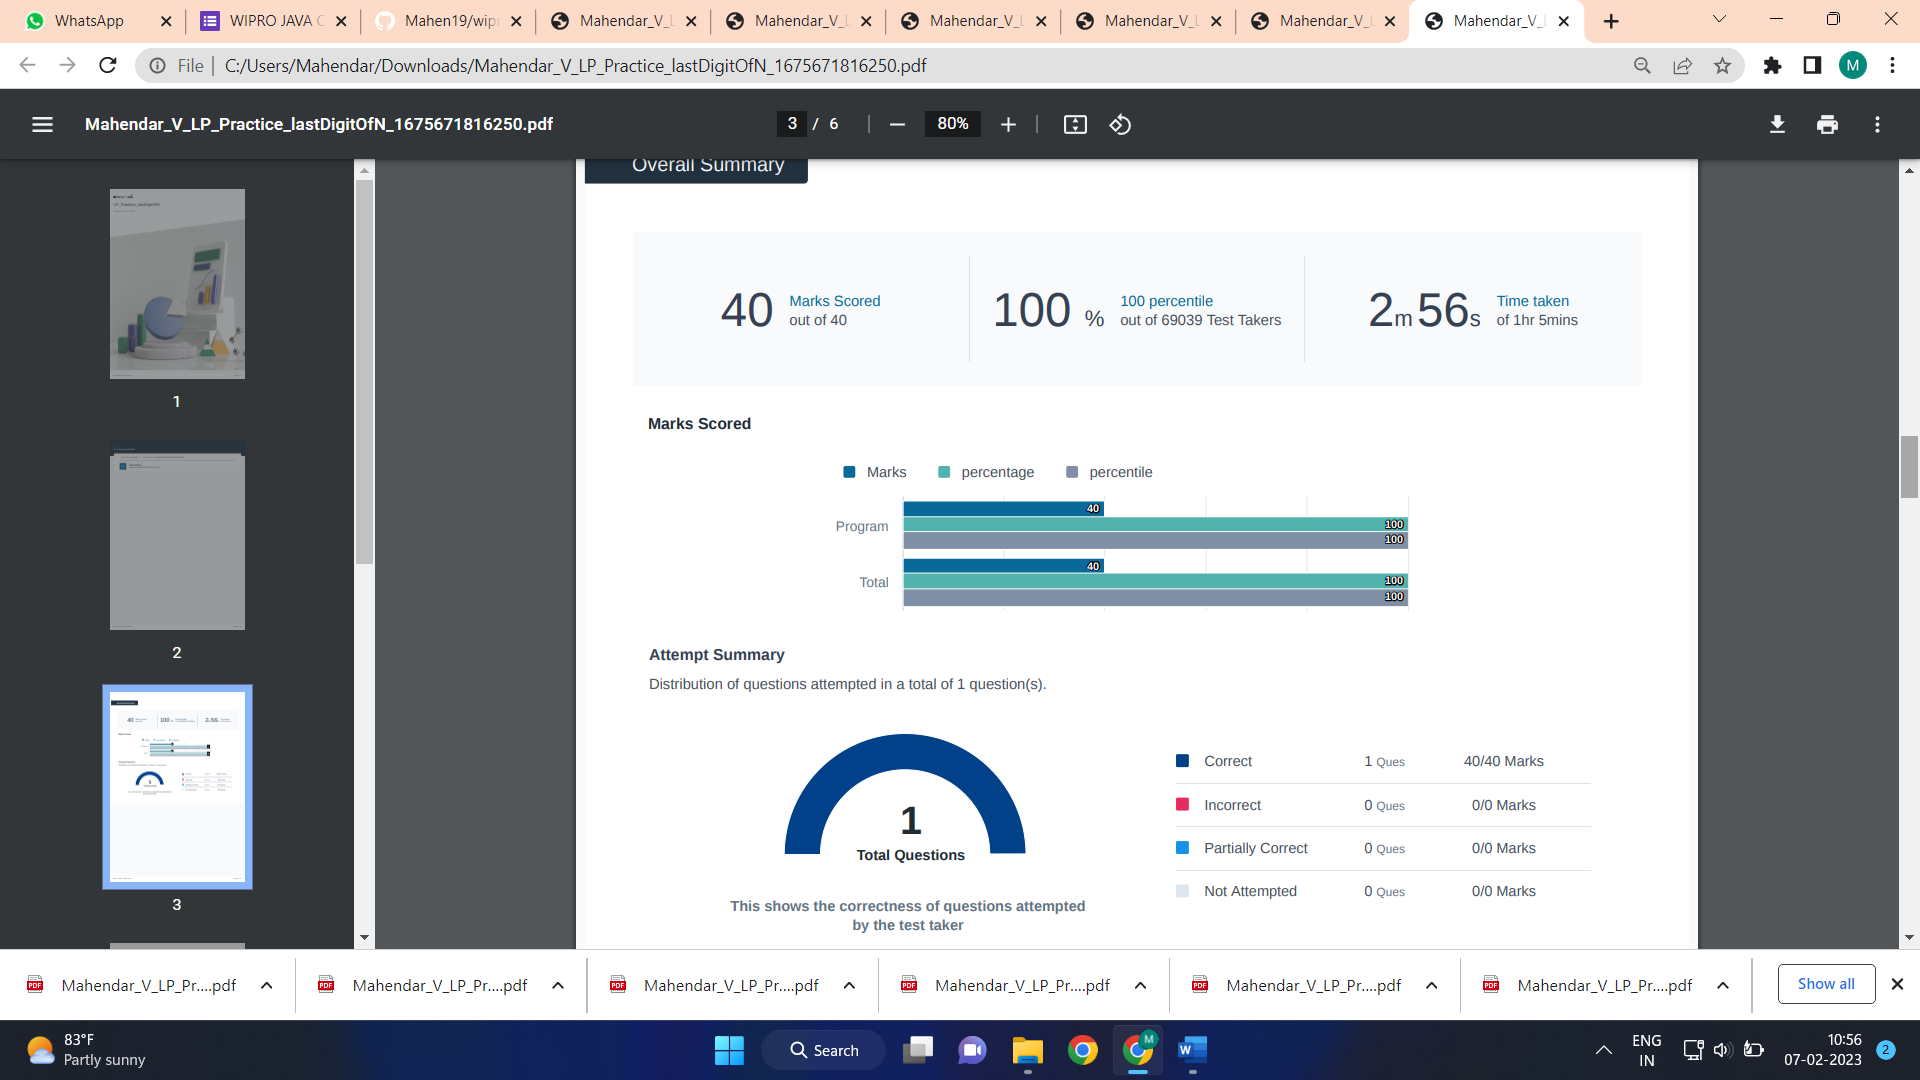 WhatsApp
WIPRO JAVA C
Mahen19/wip
Mahendar_V_L
Mahendar_V_L
Mahendar_V_L
Mahendar_V_L
Mahendar_V_L
Mahendar_V_L
File | C:/Users/Mahendar/Downloads/Mahendar_V_LP_Practice_lastDigitOfN_1675671816250.pdf
M
Mahendar_V_LP_Practice_lastDigitOfN_1675671816250.pdf
3 / 6
80%
1
2
3
Overall Summary
40 Marks Scored
out of 40
100 % 100 percentile
out of 69039 Test Takers
2m 56s Time taken
of 1hr 5mins
Marks Scored
Marks percentage percentile
Program 40
100
100
Total 40
100
100
Attempt Summary
Distribution of questions attempted in a total of 1 question(s).
1
Total Questions
This shows the correctness of questions attempted
by the test taker
Correct 1 Ques 40/40 Marks
Incorrect 0 Ques 0/0 Marks
Partially Correct 0 Ques 0/0 Marks
Not Attempted 0 Ques 0/0 Marks
Mahendar_V_LP_Pr....pdf
Mahendar_V_LP_Pr....pdf
Mahendar_V_LP_Pr....pdf
Mahendar_V_LP_Pr....pdf
Mahendar_V_LP_Pr....pdf
Mahendar_V_LP_Pr....pdf
Show all
83°F
Partly sunny
Search
M
ENG
IN
10:56
07-02-2023
2